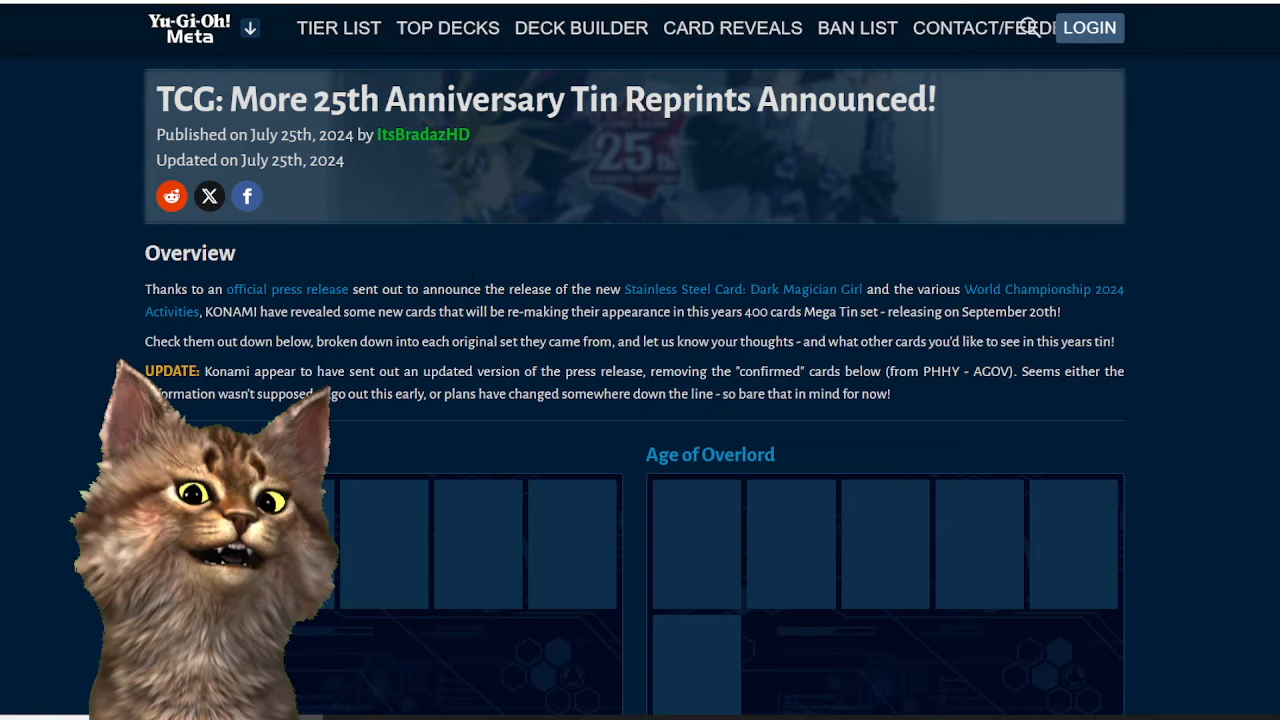 Yu-Gi-Oh!
Meta
TIER LIST TOP DECKS DECK BUILDER CARD REVEALS BAN LIST CONTACT/FEED LOGIN
TCG: More 25th Anniversary Tin Reprints Announced!
Published on July 25th, 2024 by ItsBradazHD
Updated on July 25th, 2024
25th
Overview
Thanks to an official press release sent out to announce the release of the new Stainless Steel Card: Dark Magician Girl and the various World Championship 2024
Activities, KONAMI have revealed some new cards that will be re-making their appearance in this years 400 cards Mega Tin set - releasing on September 20th!
Check them out down below, broken down into each original set they came from, and let us know your thoughts - and what other cards you'd like to see in this years tin!
UPDATE: Konami appear to have sent out an updated version of the press release, removing the "confirmed" cards below (from PHHY - AGOV). Seems either the
formation wasn't supposed go out this early, or plans have changed somewhere down the line - so bare that in mind for now!
Age of Overlord